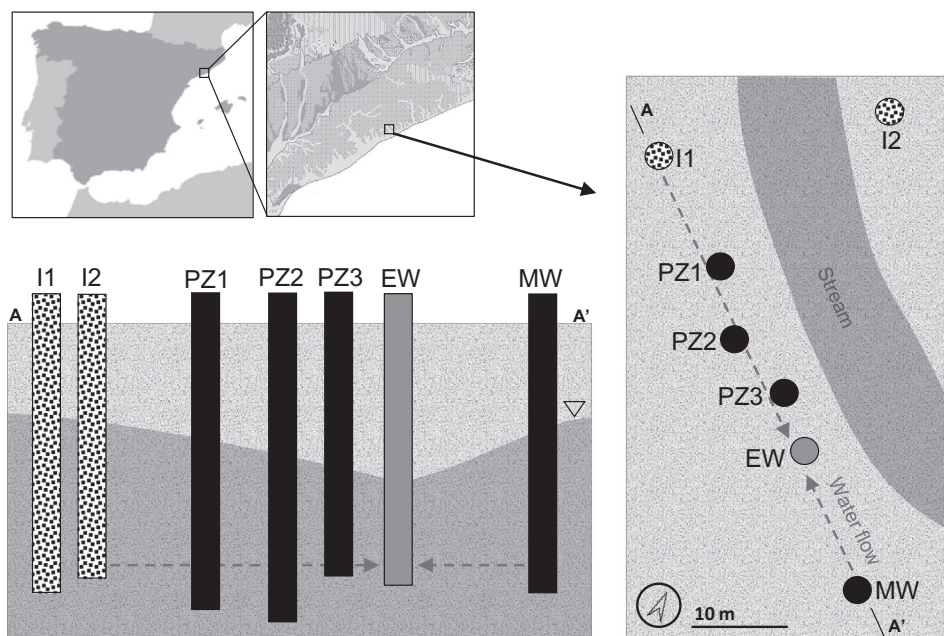 I1
I2
PZ1
PZ2
PZ3
EW
MW
A
A'
A
I1
I2
PZ1
PZ2
PZ3
EW
MW
Stream
Water flow
10 m
A'